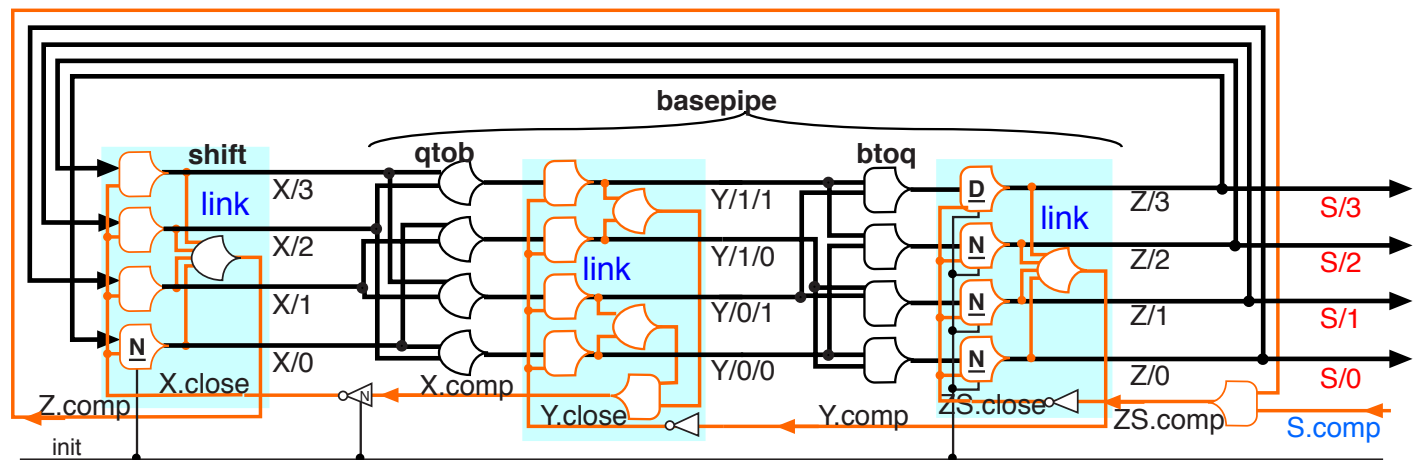 basepipe
shift
qtob
btoq
link
X/3
X/2
X/1
N
X/0
link
Y/1/1
Y/1/0
Y/0/1
Y/0/0
D
N
N
N
link
Z/3
Z/2
Z/1
Z/0
S/3
S/2
S/1
S/0
X.close
N
X.comp
Z.comp
Y.close
Y.comp
ZS.close
ZS.comp
S.comp
init